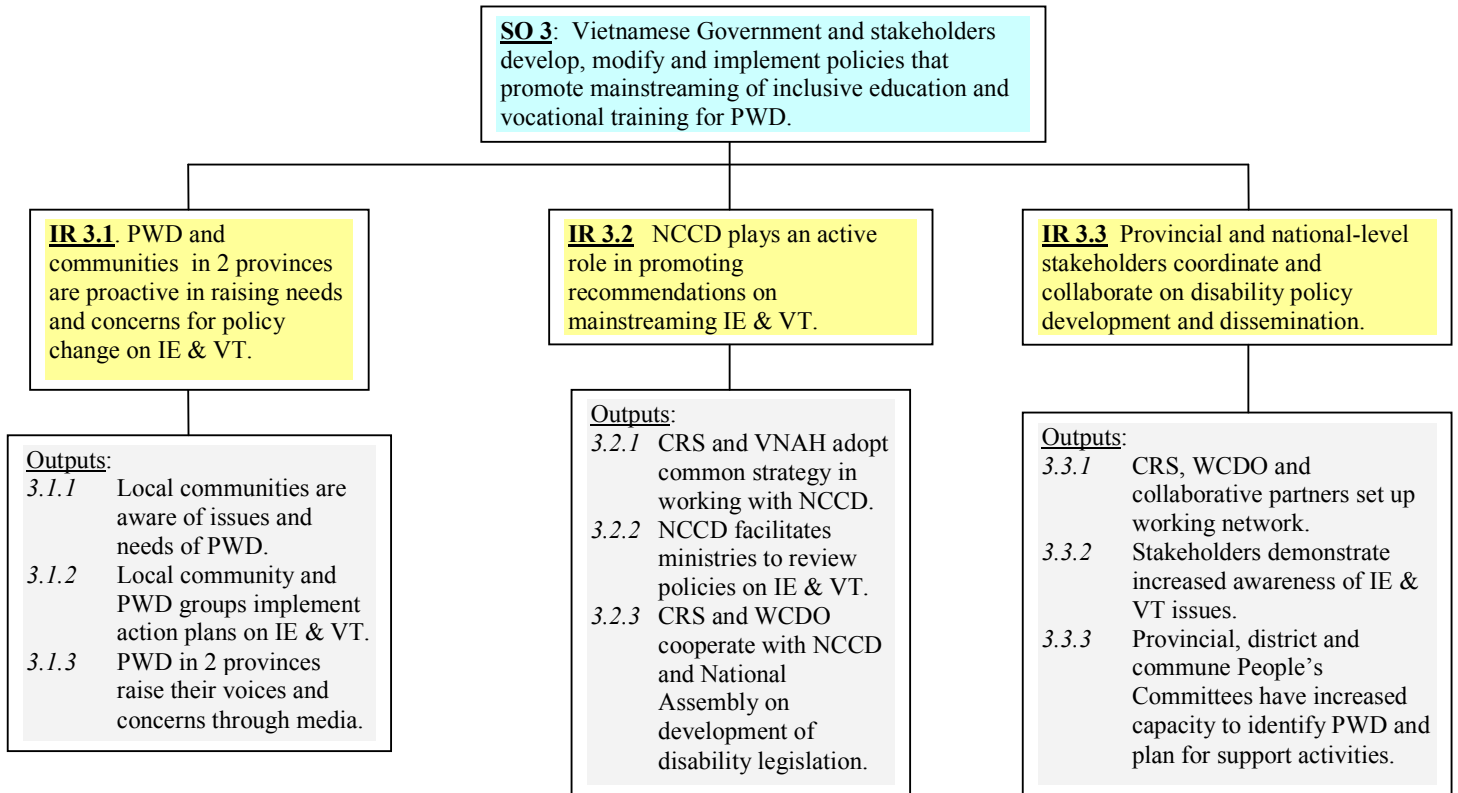 SO 3: Vietnamese Government and stakeholders
develop, modify and implement policies that
promote mainstreaming of inclusive education and
vocational training for PWD.
IR 3.1. PWD and
communities in 2 provinces
are proactive in raising needs
and concerns for policy
change on IE & VT.
IR 3.2 NCCD plays an active
role in promoting
recommendations on
mainstreaming IE & VT.
IR 3.3 Provincial and national-level
stakeholders coordinate and
collaborate on disability policy
development and dissemination.
Outputs:
3.1.1 Local communities are
aware of issues and
needs of PWD.
3.1.2 Local community and
PWD groups implement
action plans on IE & VT.
3.1.3 PWD in 2 provinces
raise their voices and
concerns through media.
Outputs:
3.2.1 CRS and VNAH adopt
common strategy in
working with NCCD.
3.2.2 NCCD facilitates
ministries to review
policies on IE & VT.
3.2.3 CRS and WCDO
cooperate with NCCD
and National
Assembly on
development of
disability legislation.
Outputs:
3.3.1 CRS, WCDO and
collaborative partners set up
working network.
3.3.2 Stakeholders demonstrate
increased awareness of IE &
VT issues.
3.3.3 Provincial, district and
commune People's
Committees have increased
capacity to identify PWD and
plan for support activities.